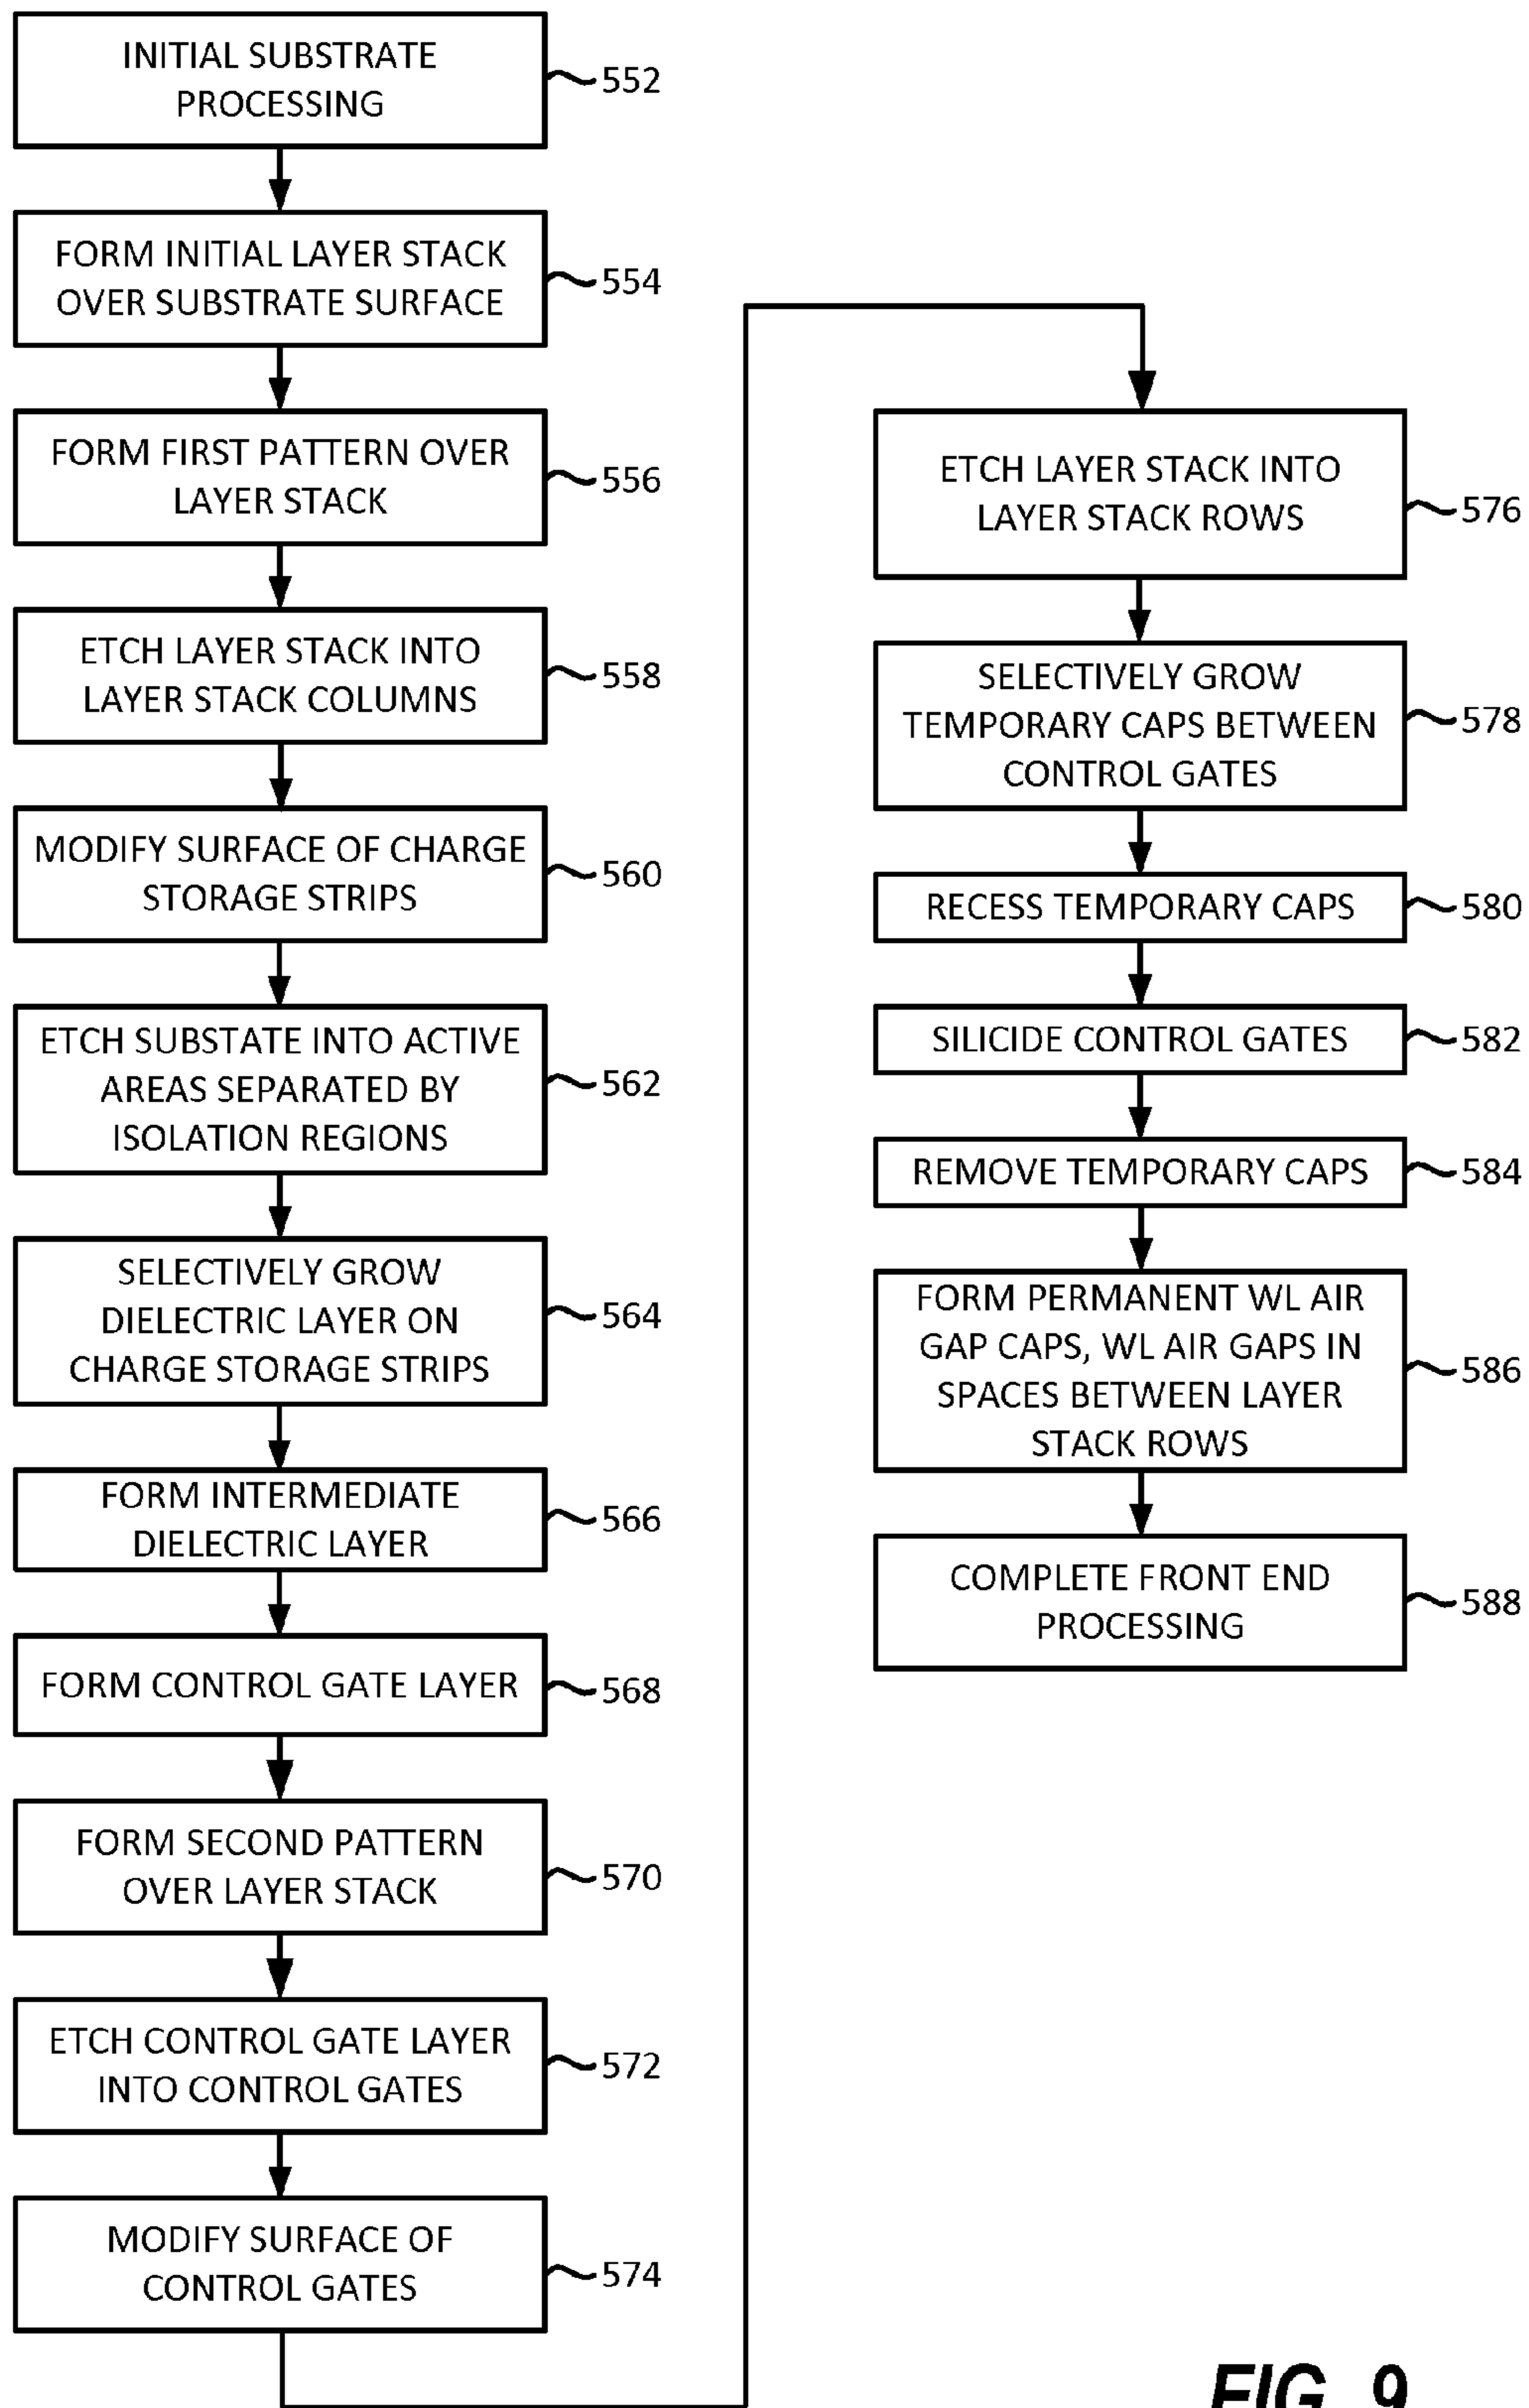 INITIAL SUBSTRATE
PROCESSING
552
FORM INITIAL LAYER STACK
OVER SUBSTRATE SURFACE
554
FORM FIRST PATTERN OVER
LAYER STACK
556
ETCH LAYER STACK INTO
LAYER STACK COLUMNS
558
MODIFY SURFACE OF CHARGE
STORAGE STRIPS
560
ETCH SUBSTATE INTO ACTIVE
AREAS SEPARATED BY
ISOLATION REGIONS
562
SELECTIVELY GROW
DIELECTRIC LAYER ON
CHARGE STORAGE STRIPS
564
FORM INTERMEDIATE
DIELECTRIC LAYER
566
FORM CONTROL GATE LAYER
568
FORM SECOND PATTERN
OVER LAYER STACK
570
ETCH CONTROL GATE LAYER
INTO CONTROL GATES
572
MODIFY SURFACE OF
CONTROL GATES
574
ETCH LAYER STACK INTO
LAYER STACK ROWS
576
SELECTIVELY GROW
TEMPORARY CAPS BETWEEN
CONTROL GATES
578
RECESS TEMPORARY CAPS
580
SILICIDE CONTROL GATES
582
REMOVE TEMPORARY CAPS
584
FORM PERMANENT WL AIR
GAP CAPS, WL AIR GAPS IN
SPACES BETWEEN LAYER
STACK ROWS
586
COMPLETE FRONT END
PROCESSING
588
FIG. 9